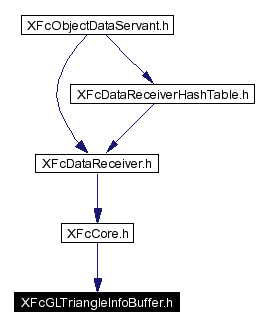 XFcObjectDataServant.h
XFcDataReceiverHashTable.h
XFcDataReceiver.h
XFcCore.h
XFcGLTriangleInfoBuffer.h